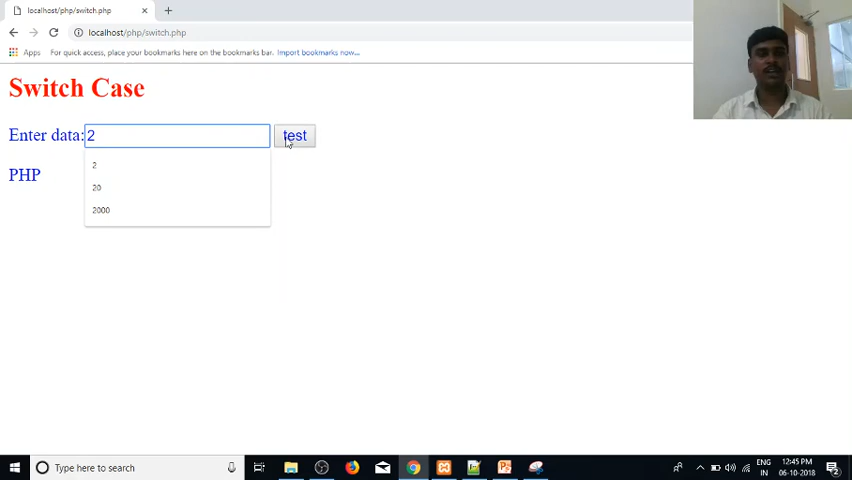 localhost/php/switch.php
localhost/php/switch.php
Apps For quick access, place your bookmarks here on the bookmarks bar. Import bookmarks now...
Switch Case
Enter data: 2 test
2
PHP
20
2000
Type here to search
ENG
IN
12:45 PM
06-10-2018
2